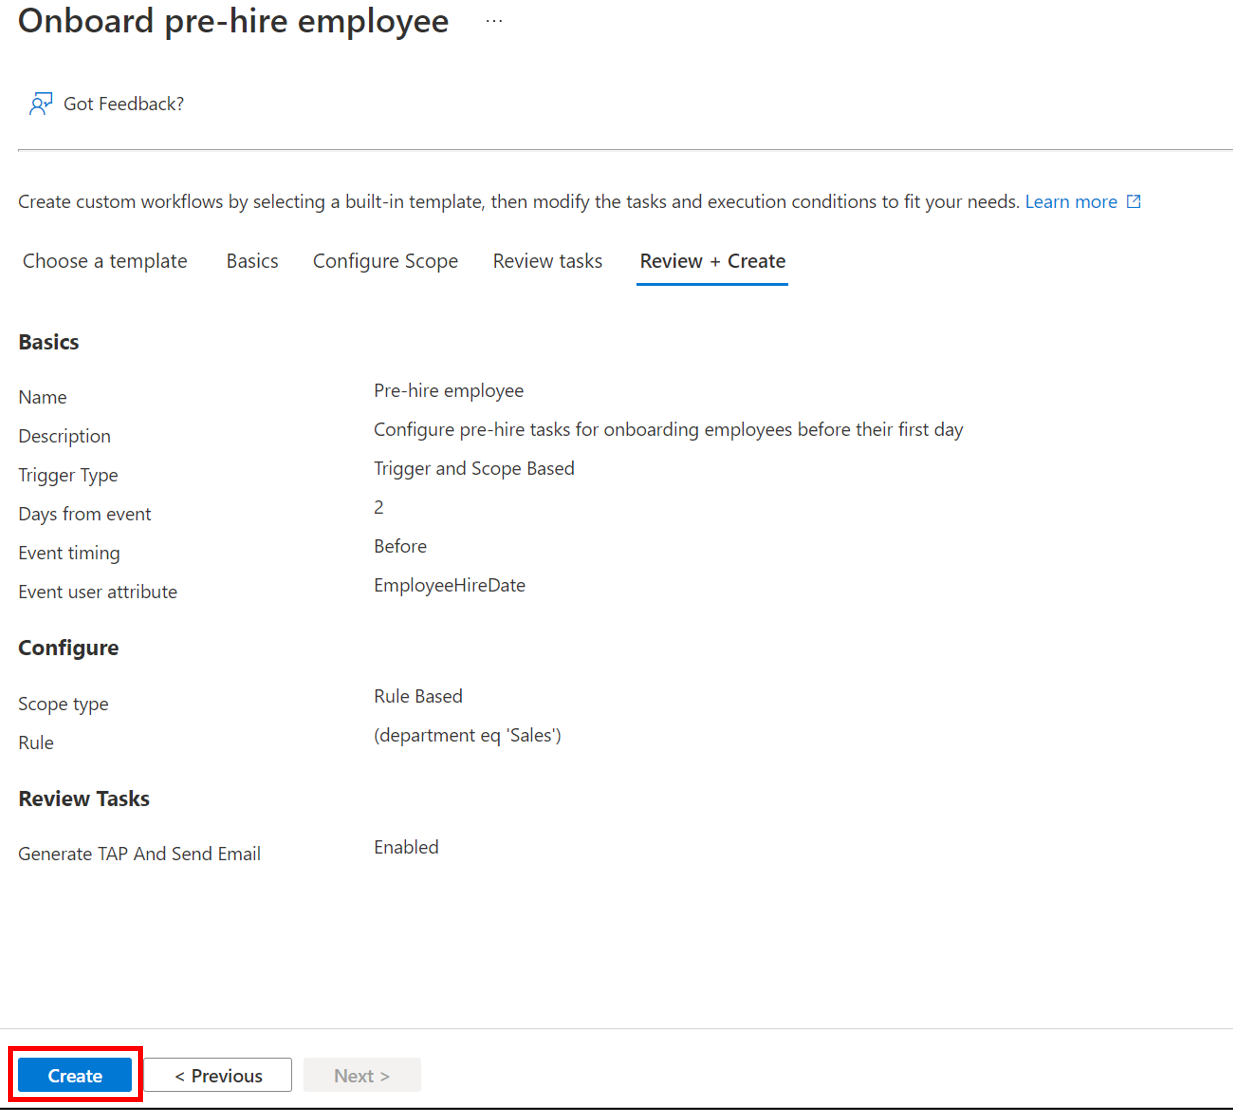 Onboard pre-hire employee ...
Got Feedback?
Create custom workflows by selecting a built-in template, then modify the tasks and execution conditions to fit your needs. Learn more
Choose a template Basics Configure Scope Review tasks Review + Create
Basics
Name Pre-hire employee
Description Configure pre-hire tasks for onboarding employees before their first day
Trigger Type Trigger and Scope Based
Days from event 2
Event timing Before
Event user attribute EmployeeHireDate
Configure
Scope type Rule Based
Rule (department eq 'Sales')
Review Tasks
Generate TAP And Send Email Enabled
Create < Previous Next >